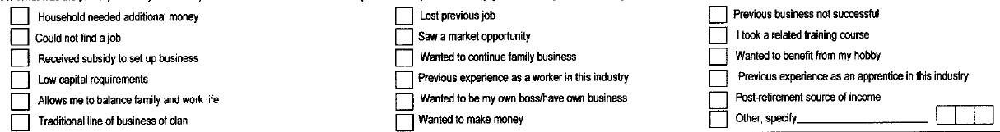 Household needed additional money
Could not find a job
Received subsidy to set up business
Low capital requirements
Allows me to balance family and work life
Traditional line of business of clan
Lost previous job
Saw a market opportunity
Wanted to continue family business
Previous experience as a worker in this industry
Wanted to be my own boss/have own business
Wanted to make money
Previous business not successful
I took a related training course
Wanted to benefit from my hobby
Previous experience as an apprentice in this industry
Post-retirement source of income
Other, specify